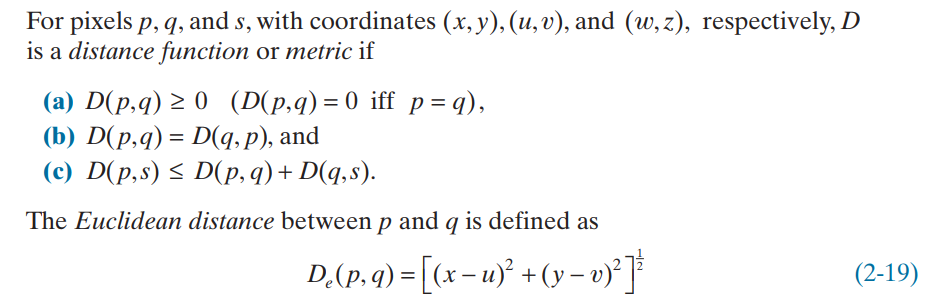 For pixels p, q, and s, with coordinates (x, y), (u, v), and (w, z), respectively, D
is a distance function or metric if
(a) D(p,q) ≥ 0 (D(p,q) = 0 iff p = q),
(b) D(p,q) = D(q,p), and
(c) D(p,s) ≤ D(p,q) + D(q,s).
The Euclidean distance between p and q is defined as
Dₑ(p,q) = [(x − u)² + (y − v)²]^½ (2-19)